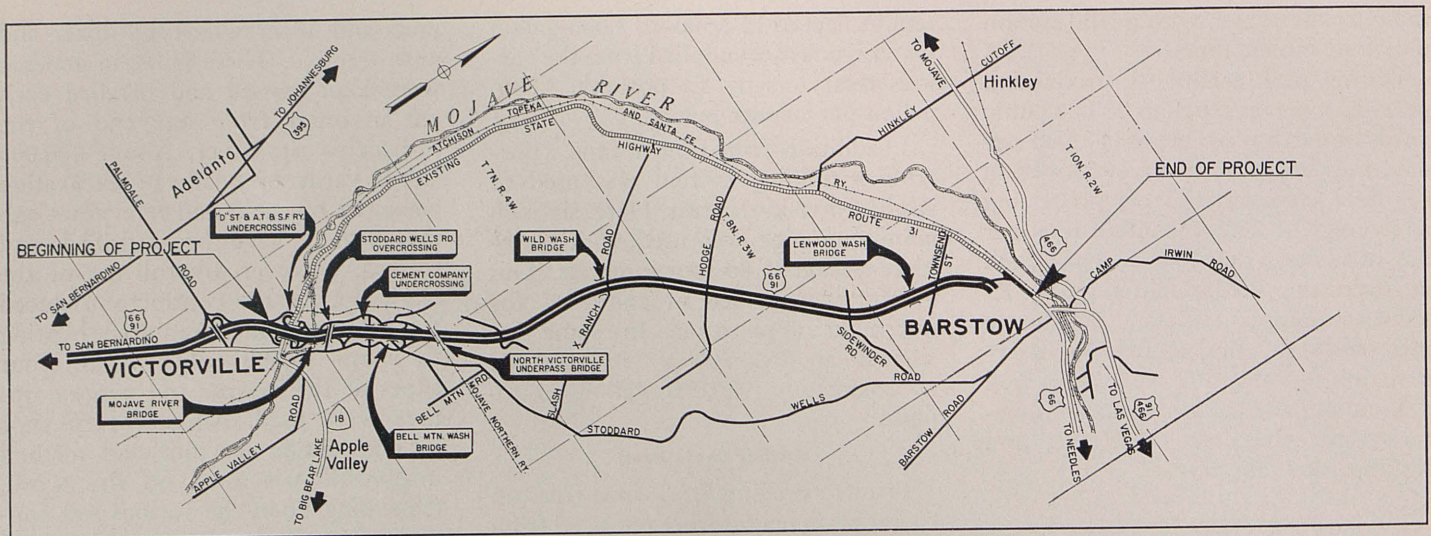 MOJAVE RIVER
TO JOHANNESBURG
395
Adelanto
PALMDALE
ROAD
"D" ST & A.T & S.F RY.
UNDERCROSSING
BEGINNING OF PROJECT
TO SAN BERNARDINO
66
91
TO SAN BERNARDINO
VICTORVILLE
MOJAVE RIVER
BRIDGE
APPLE VALLEY
ROAD
TO BIG BEAR LAKE
18
Apple
Valley
STODDARD WELLS RD.
OVERCROSSING
CEMENT COMPANY
UNDERCROSSING
BELL MTN. WASH
BRIDGE
NORTH VICTORVILLE
UNDERPASS BRIDGE
BELL MTN RD
MOJAVE NORTHERN RY.
ATCHISON TOPEKA AND SANTA FE RY.
EXISTING STATE HIGHWAY ROUTE 31
T 7N. R 4W.
WILD WASH
BRIDGE
SLASH X RANCH ROAD
STODDARD WELLS ROAD
HODGE ROAD
T 8N. R. 3W
66
91
LENWOOD WASH
BRIDGE
SIDEWINDER
RD
TOWNSEND
ST
BARSTOW
BARSTOW ROAD
HINKLEY CUTOFF
Hinkley
TO MOJAVE
T 10N R. 2W
END OF PROJECT
466
CAMP IRWIN ROAD
66
TO NEEDLES
TO LAS VEGAS
91
466